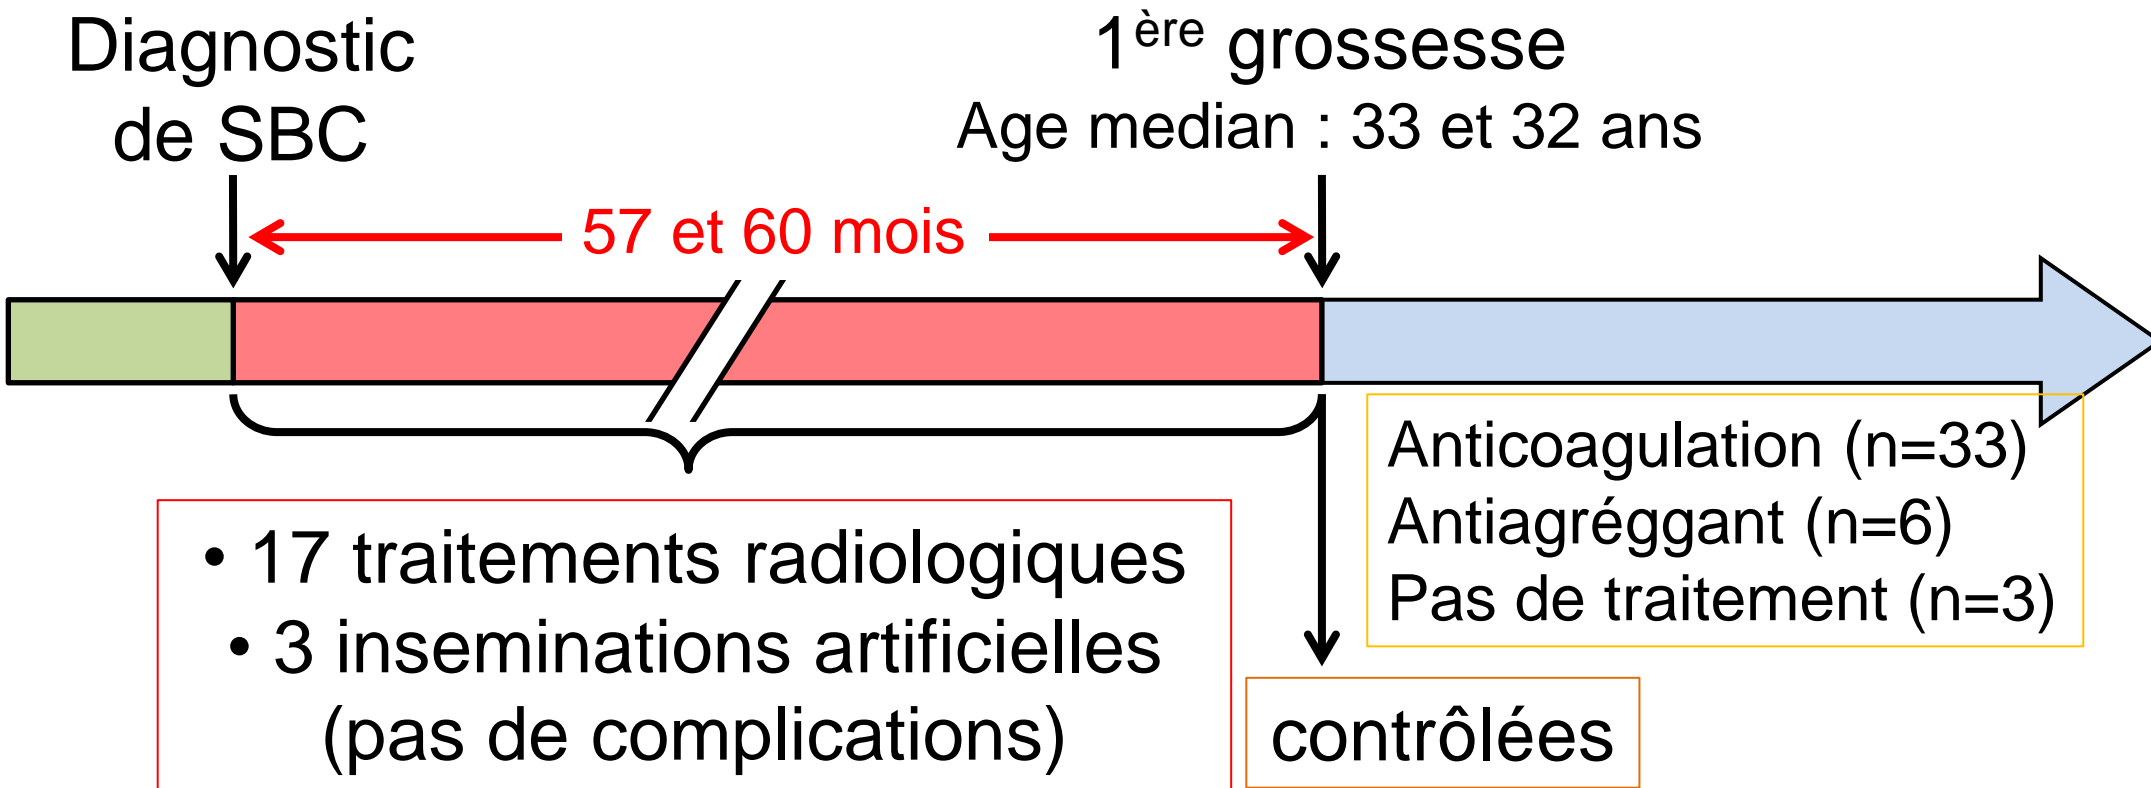 Diagnostic
de SBC
1ère grossesse
Age median : 33 et 32 ans
57 et 60 mois
• 17 traitements radiologiques
• 3 inseminations artificielles
(pas de complications)
Anticoagulation (n=33)
Antiagréggant (n=6)
Pas de traitement (n=3)
contrôlées